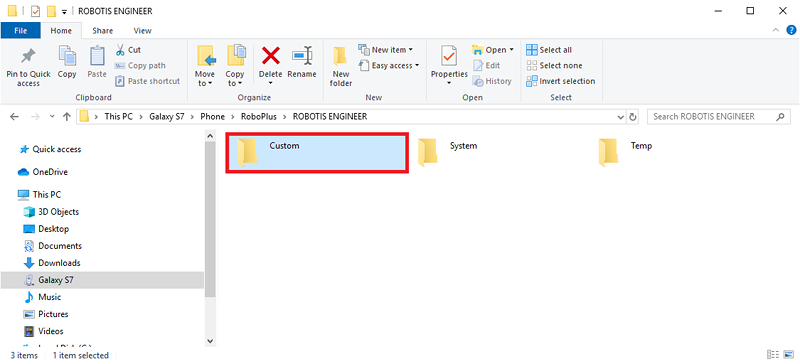 ROBOTIS ENGINEER
File Home Share View
Pin to Quick access
Copy
Paste
Cut
Copy path
Paste shortcut
Clipboard
Move to
Copy to
Delete
Rename
Organize
New folder
New item
Easy access
New
Properties
Open
Edit
History
Open
Select all
Select none
Invert selection
Select
This PC > Galaxy S7 > Phone > RoboPlus > ROBOTIS ENGINEER
Search ROBOTIS ENGINEER
Quick access
OneDrive
This PC
3D Objects
Desktop
Documents
Downloads
Galaxy S7
Music
Pictures
Videos
Local Disk (C:)
Custom
System
Temp
3 items 1 item selected